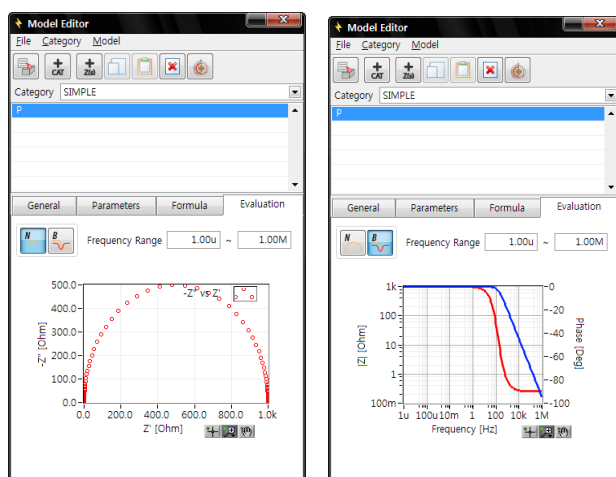 Model Editor
File Category Model
+ CAT + Z(s)
Category SIMPLE
P
General Parameters Formula Evaluation
N B Frequency Range 1.00u ~ 1.00M
-Z" vs Z'
500.0
400.0
300.0
200.0
100.0
0.0
-Z" [Ohm]
0.0 200.0 400.0 600.0 800.0 1.0k
Z' [Ohm]
Model Editor
File Category Model
+ CAT + Z(s)
Category SIMPLE
P
General Parameters Formula Evaluation
N B Frequency Range 1.00u ~ 1.00M
1k
100
10
1
100m
|Z| [Ohm]
0
-20
-40
-60
-80
-100
Phase [Deg]
1u 100u 10m 1 100 10k 1M
Frequency [Hz]